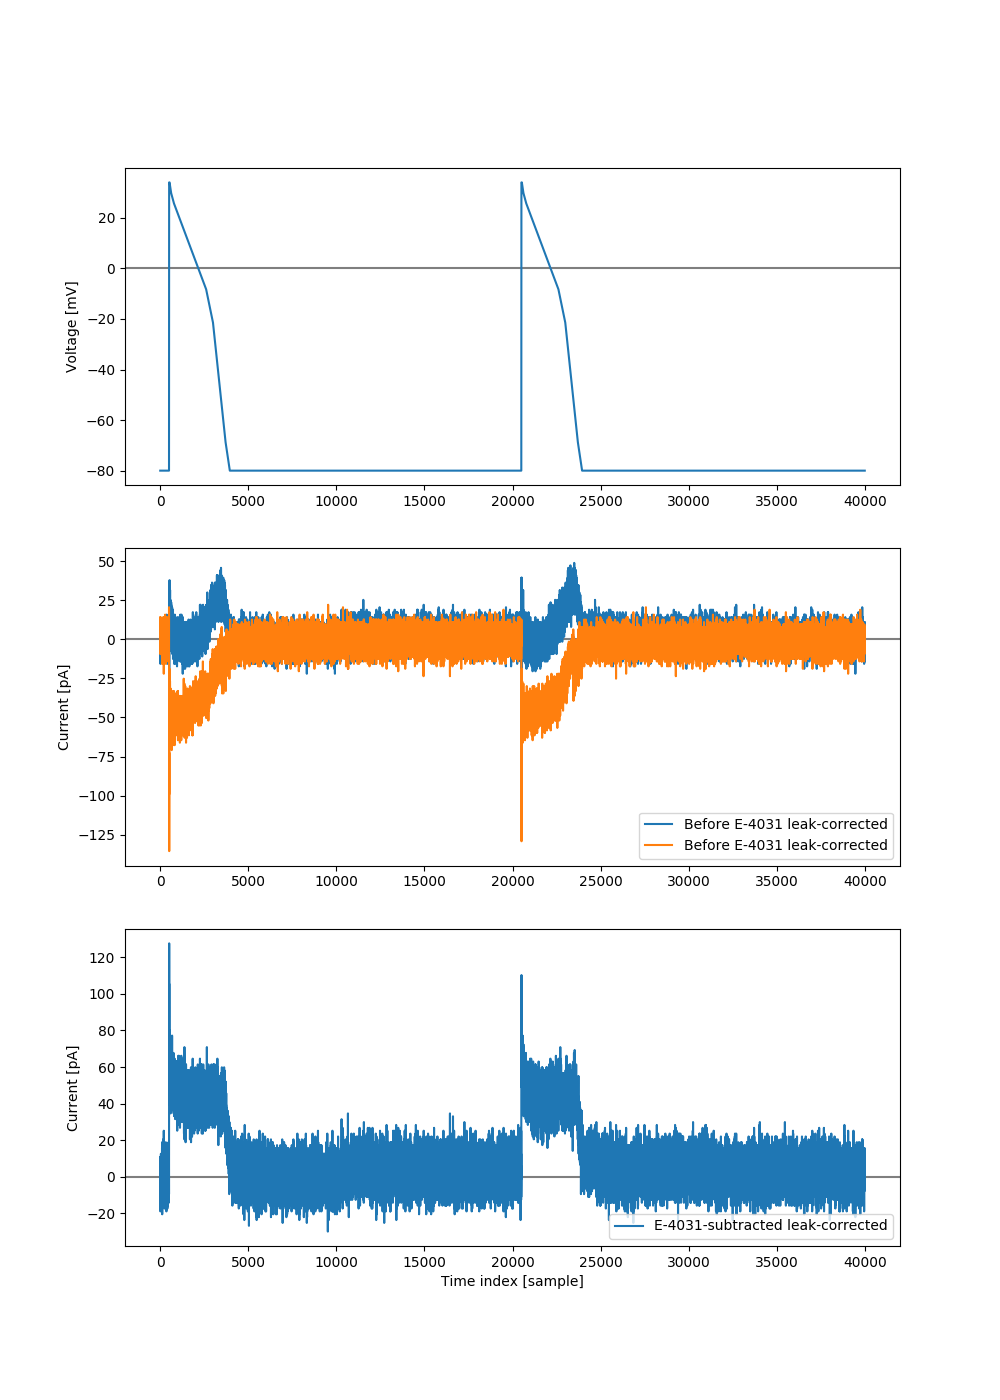 20
0
−20
−40
−60
−80
Voltage [mV]
0 5000 10000 15000 20000 25000 30000 35000 40000
50
25
0
−25
−50
−75
−100
−125
Current [pA]
Before E-4031 leak-corrected
Before E-4031 leak-corrected
0 5000 10000 15000 20000 25000 30000 35000 40000
120
100
80
60
40
20
0
−20
Current [pA]
E-4031-subtracted leak-corrected
0 5000 10000 15000 20000 25000 30000 35000 40000
Time index [sample]